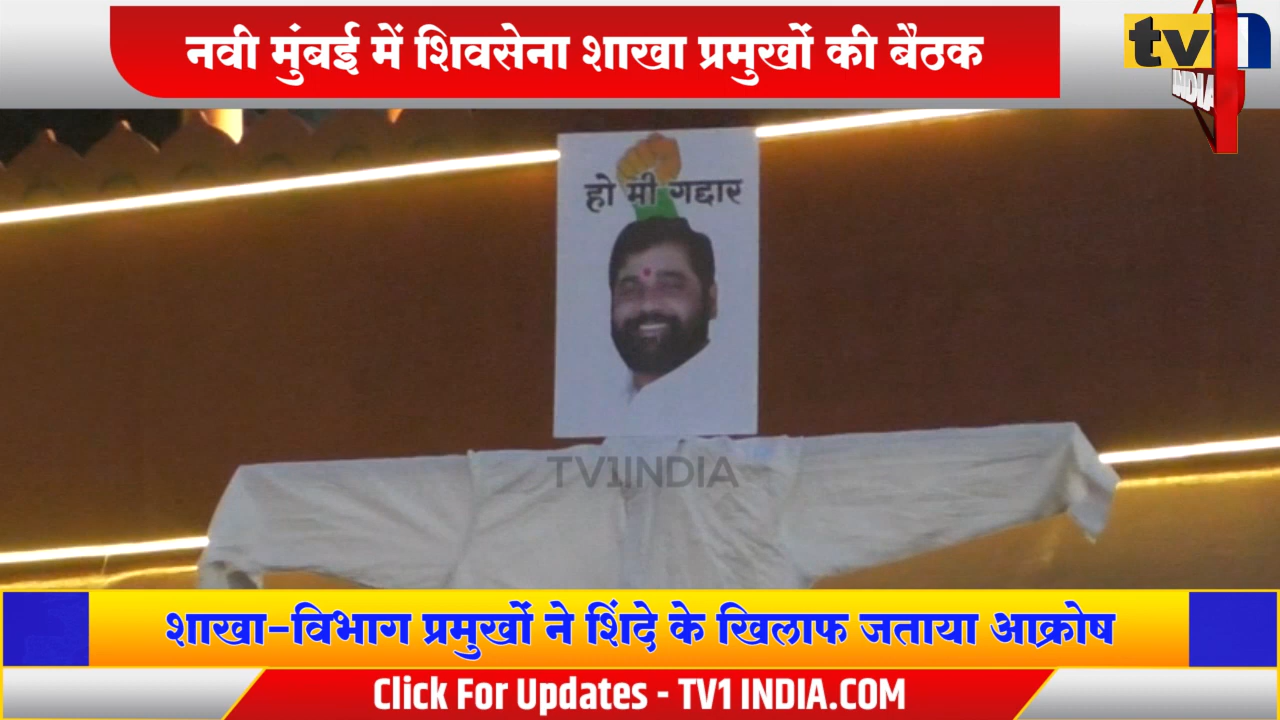 नवी मुंबई में शिवसेना शाखा प्रमुखों की बैठक
tv1
INDIA
हो मी गद्दार
TV1INDIA
शाखा-विभाग प्रमुखों ने शिंदे के खिलाफ जताया आक्रोष
Click For Updates - TV1 INDIA.COM